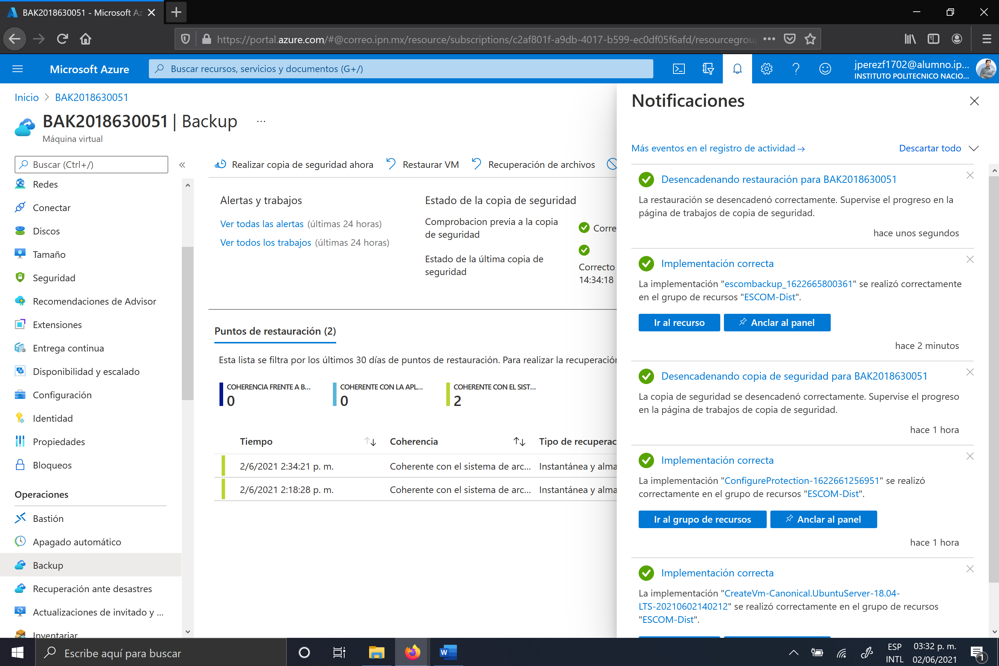 BAK2018630051 - Microsoft Az
https://portal.azure.com/#@correo.ipn.mx/resource/subscriptions/c2af801f-a9db-4017-b599-ec0df05f6afd/resourcegrou
Microsoft Azure
Buscar recursos, servicios y documentos (G+/)
jperezf1702@alumno.ip...
INSTITUTO POLITECNICO NACIO...
Inicio > BAK2018630051
BAK2018630051 | Backup ...
Máquina virtual
Buscar (Ctrl+/)
Redes
Conectar
Discos
Tamaño
Seguridad
Recomendaciones de Advisor
Extensiones
Entrega continua
Disponibilidad y escalado
Configuración
Identidad
Propiedades
Bloqueos
Operaciones
Bastión
Apagado automático
Backup
Recuperación ante desastres
Actualizaciones de invitado y ...
Inventariar
Realizar copia de seguridad ahora
Restaurar VM
Recuperación de archivos
Alertas y trabajos
Ver todas las alertas (últimas 24 horas)
Ver todos los trabajos (últimas 24 horas)
Estado de la copia de seguridad
Comprobacion previa a la copia
de seguridad
Corre
Estado de la última copia de
seguridad
Correcto
14:34:18
Puntos de restauración (2)
Esta lista se filtra por los últimos 30 días de puntos de restauración. Para realizar la recuperación
COHERENCIA FRENTE A B...
0
COHERENTE CON LA APL...
0
COHERENTE CON EL SIST...
2
Tiempo
Coherencia
Tipo de recuperac
2/6/2021 2:34:21 p. m.
Coherente con el sistema de arc...
Instantánea y alma
2/6/2021 2:18:28 p. m.
Coherente con el sistema de arc...
Instantánea y alma
Notificaciones
Más eventos en el registro de actividad →
Descartar todo
Desencadenando restauración para BAK2018630051
La restauración se desencadenó correctamente. Supervise el progreso en la
página de trabajos de copia de seguridad.
hace unos segundos
Implementación correcta
La implementación "escombackup_1622665800361" se realizó correctamente
en el grupo de recursos "ESCOM-Dist".
Ir al recurso
Anclar al panel
hace 2 minutos
Desencadenando copia de seguridad para BAK2018630051
La copia de seguridad se desencadenó correctamente. Supervise el progreso
en la página de trabajos de copia de seguridad.
hace 1 hora
Implementación correcta
La implementación "ConfigureProtection-1622661256951" se realizó
correctamente en el grupo de recursos "ESCOM-Dist".
Ir al grupo de recursos
Anclar al panel
hace 1 hora
Implementación correcta
La implementación "CreateVm-Canonical.UbuntuServer-18.04-
LTS-20210602140212" se realizó correctamente en el grupo de recursos
"ESCOM-Dist".
Escribe aquí para buscar
W
ESP
INTL
03:32 p. m.
02/06/2021
1